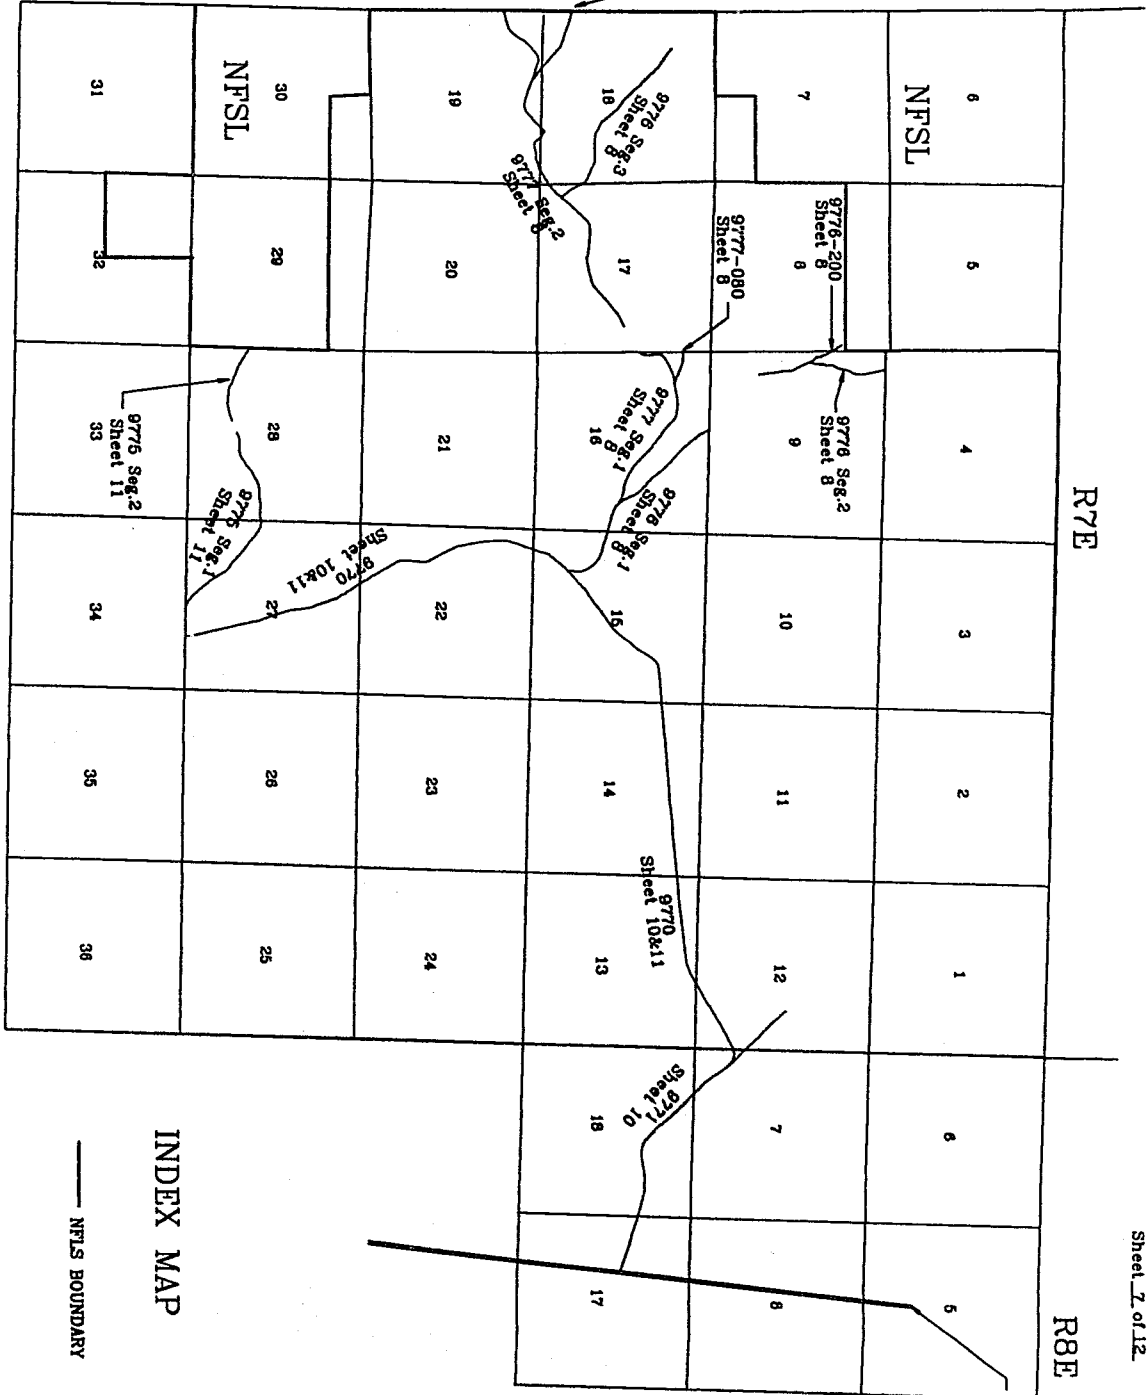 Sheet 7 of 12
R7E
R8E
6
5
4
3
2
1
6
5
NFSL
9776-200
Sheet 8
9776 Seg.2
Sheet 8
7
8
9
10
11
12
7
8
9777-080
Sheet 8
9776 Seg.3
Sheet 8
18
17
9777 Seg.1
Sheet 8
16
9776 Seg.1
Sheet 8
15
14
9770
Sheet 10&11
13
9771
Sheet 10
18
17
9777 Seg.2
Sheet 8
19
20
21
22
23
24
9770
Sheet 10&11
30
29
28
27
26
25
NFSL
9775 Seg.1
Sheet 11
9775 Seg.2
Sheet 11
31
32
33
34
35
36
INDEX MAP
NFLS BOUNDARY